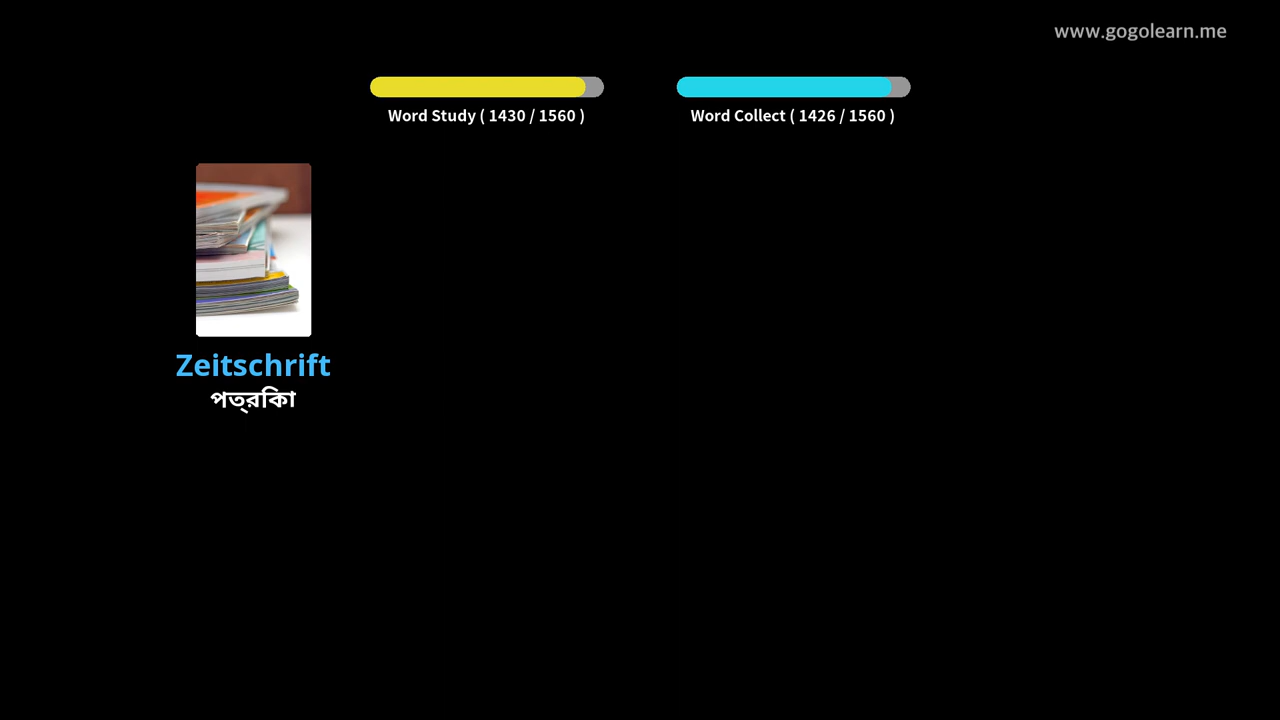 www.gogolearn.me
Word Study ( 1430 / 1560 )
Word Collect ( 1426 / 1560 )
Zeitschrift
পত্রিকা